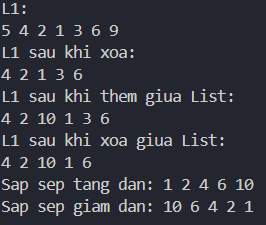 L1:
5 4 2 1 3 6 9
L1 sau khi xoa:
4 2 1 3 6
L1 sau khi them giua List:
4 2 10 1 3 6
L1 sau khi xoa giua List:
4 2 10 1 6
Sap sep tang dan: 1 2 4 6 10
Sap sep giam dan: 10 6 4 2 1